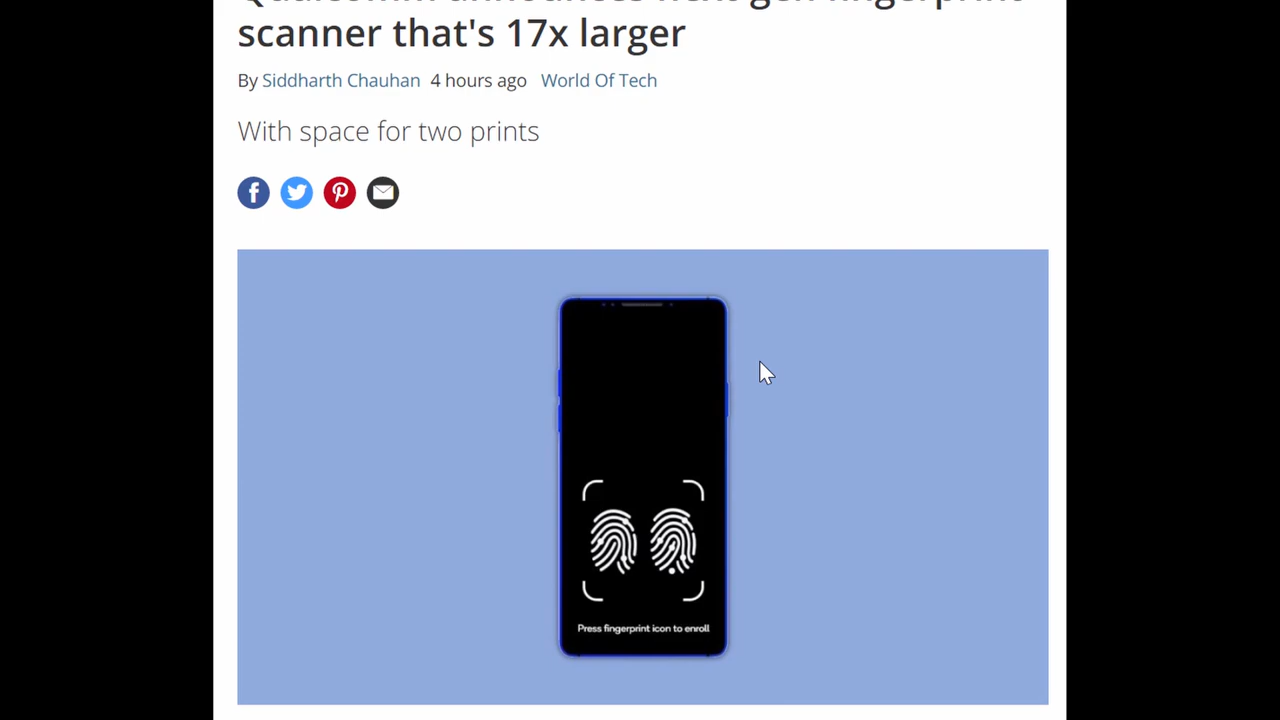 scanner that's 17x larger
By Siddharth Chauhan 4 hours ago World Of Tech
With space for two prints
Press fingerprint icon to enroll